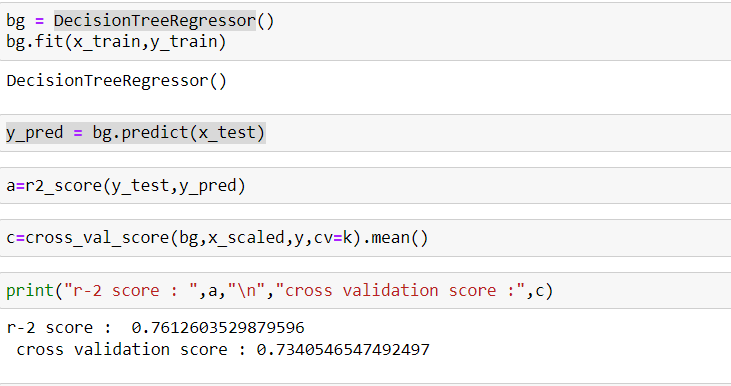 bg = DecisionTreeRegressor()
bg.fit(x_train,y_train)
DecisionTreeRegressor()
y_pred = bg.predict(x_test)
a=r2_score(y_test,y_pred)
c=cross_val_score(bg,x_scaled,y,cv=k).mean()
print("r-2 score : ",a,"\n","cross validation score :",c)
r-2 score :  0.7612603529879596
 cross validation score : 0.7340546547492497